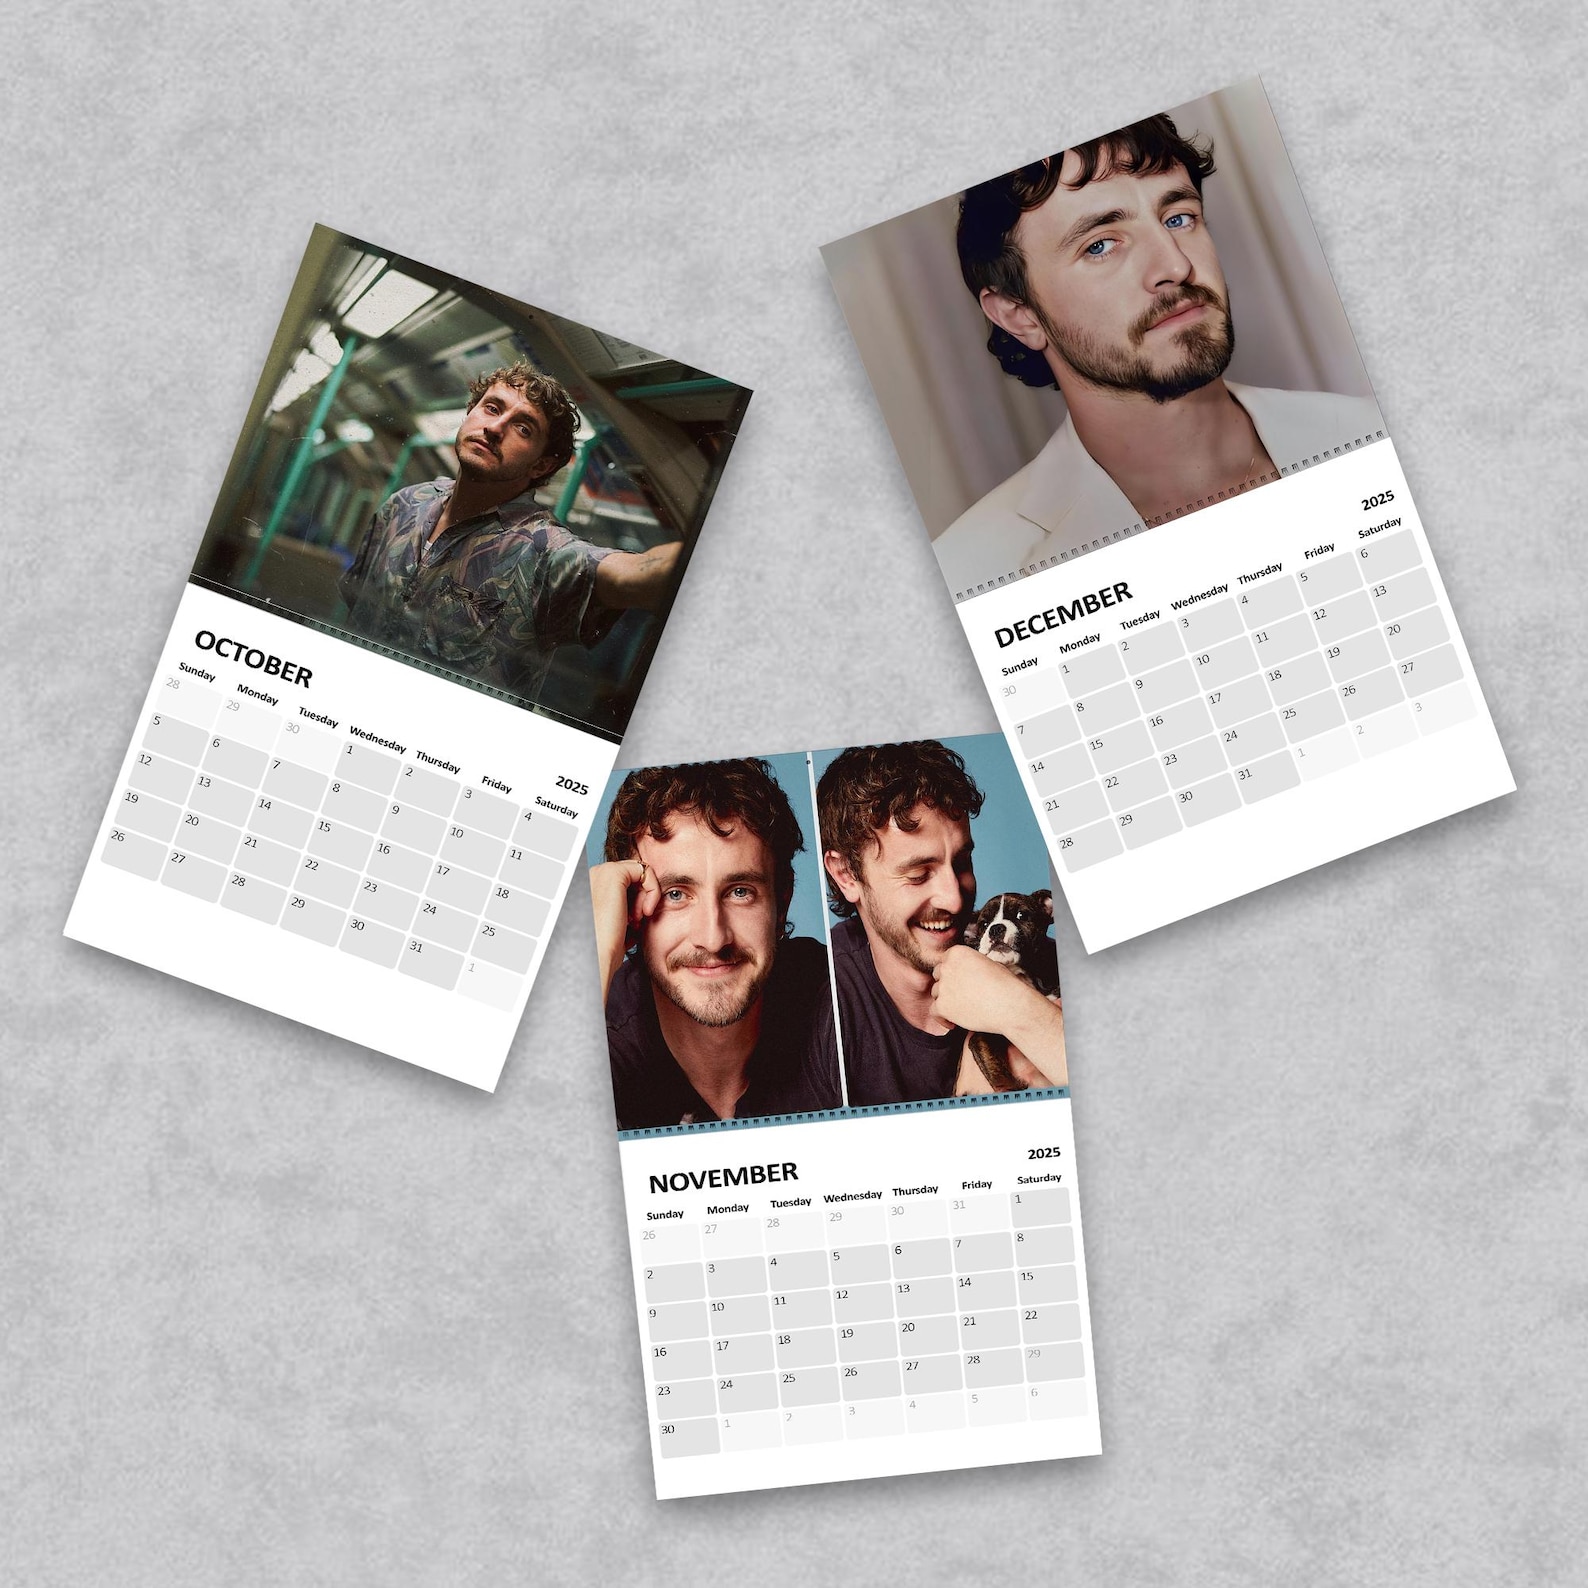 OCTOBER
2025
Sunday Monday Tuesday Wednesday Thursday Friday Saturday
28 29 30 1 2 3 4
5 6 7 8 9 10 11
12 13 14 15 16 17 18
19 20 21 22 23 24 25
26 27 28 29 30 31 1
DECEMBER
2025
Sunday Monday Tuesday Wednesday Thursday Friday Saturday
30 1 2 3 4 5 6
7 8 9 10 11 12 13
14 15 16 17 18 19 20
21 22 23 24 25 26 27
28 29 30 31 1 2 3
NOVEMBER
2025
Sunday Monday Tuesday Wednesday Thursday Friday Saturday
26 27 28 29 30 31 1
2 3 4 5 6 7 8
9 10 11 12 13 14 15
16 17 18 19 20 21 22
23 24 25 26 27 28 29
30 1 2 3 4 5 6